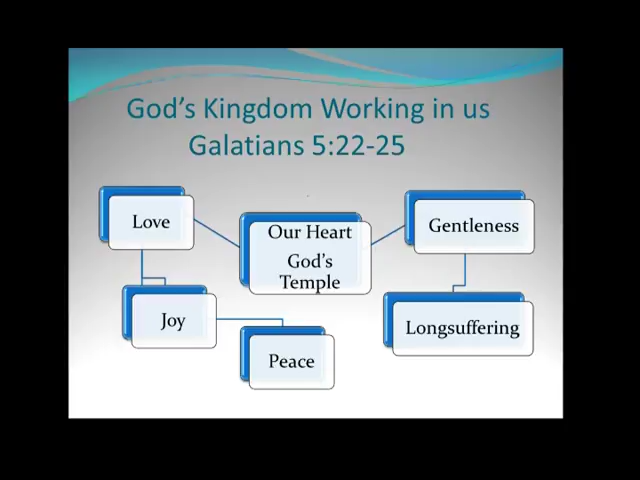 God's Kingdom Working in us
Galatians 5:22-25
Love
Our Heart
God's
Temple
Gentleness
Joy
Longsuffering
Peace